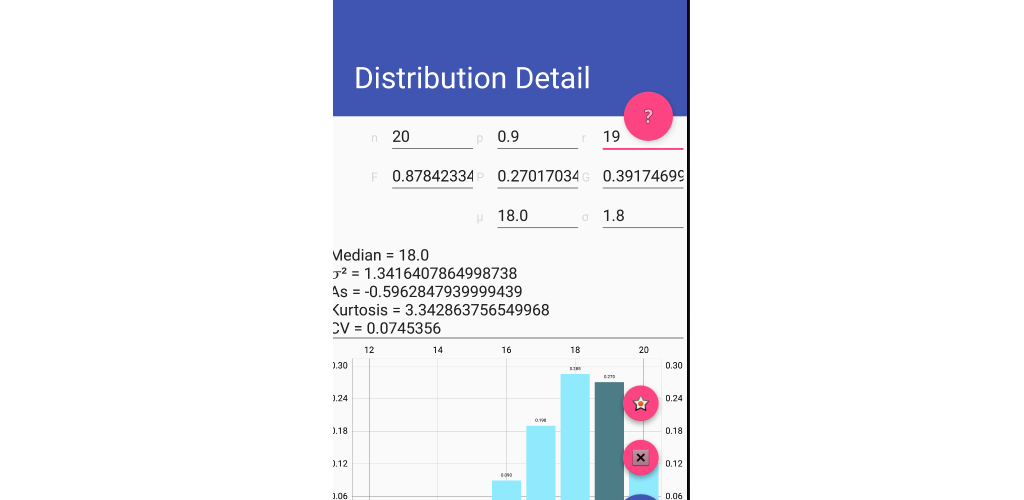 Distribution Detail
?
n 20 p 0.9 r 19
F 0.87842334 P 0.27017034 G 0.39174699
μ 18.0 σ 1.8
Median = 18.0
σ² = 1.3416407864998738
As = -0.5962847939999439
Kurtosis = 3.342863756549968
CV = 0.0745356
12 14 16 18 20
0.30 0.30
0.285
0.270
0.24 0.24
0.190
0.18 0.18
0.12 0.12
0.090
0.06 0.06